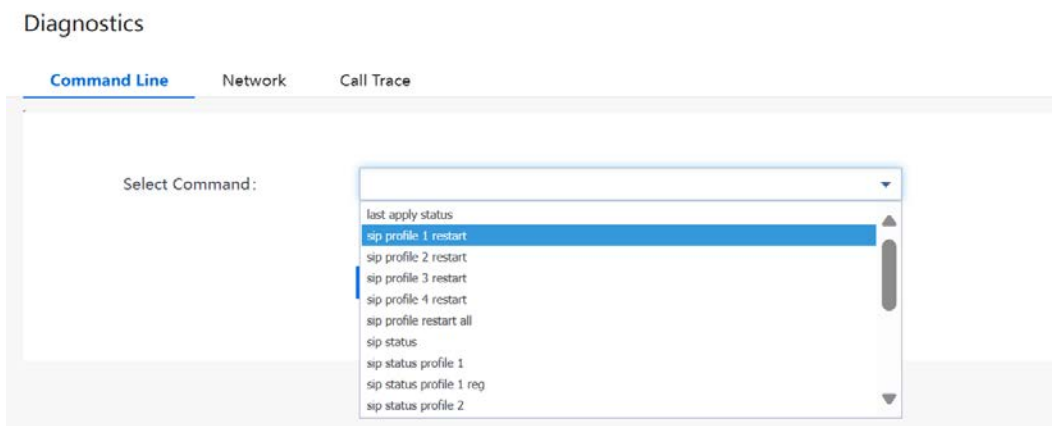 Diagnostics
Command Line Network Call Trace
Select Command:
last apply status
sip profile 1 restart
sip profile 2 restart
sip profile 3 restart
sip profile 4 restart
sip profile restart all
sip status
sip status profile 1
sip status profile 1 reg
sip status profile 2